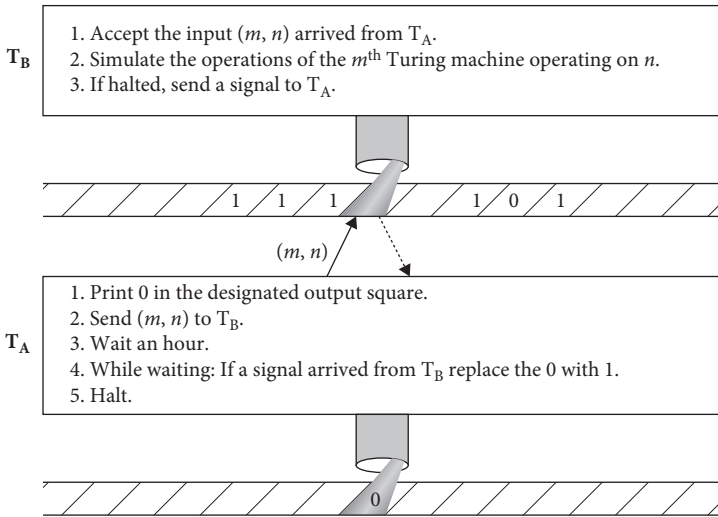 T_B
1. Accept the input (m, n) arrived from T_A.
2. Simulate the operations of the m^th Turing machine operating on n.
3. If halted, send a signal to T_A.
1 1 1 1 0 1
(m, n)
T_A
1. Print 0 in the designated output square.
2. Send (m, n) to T_B.
3. Wait an hour.
4. While waiting: If a signal arrived from T_B replace the 0 with 1.
5. Halt.
0